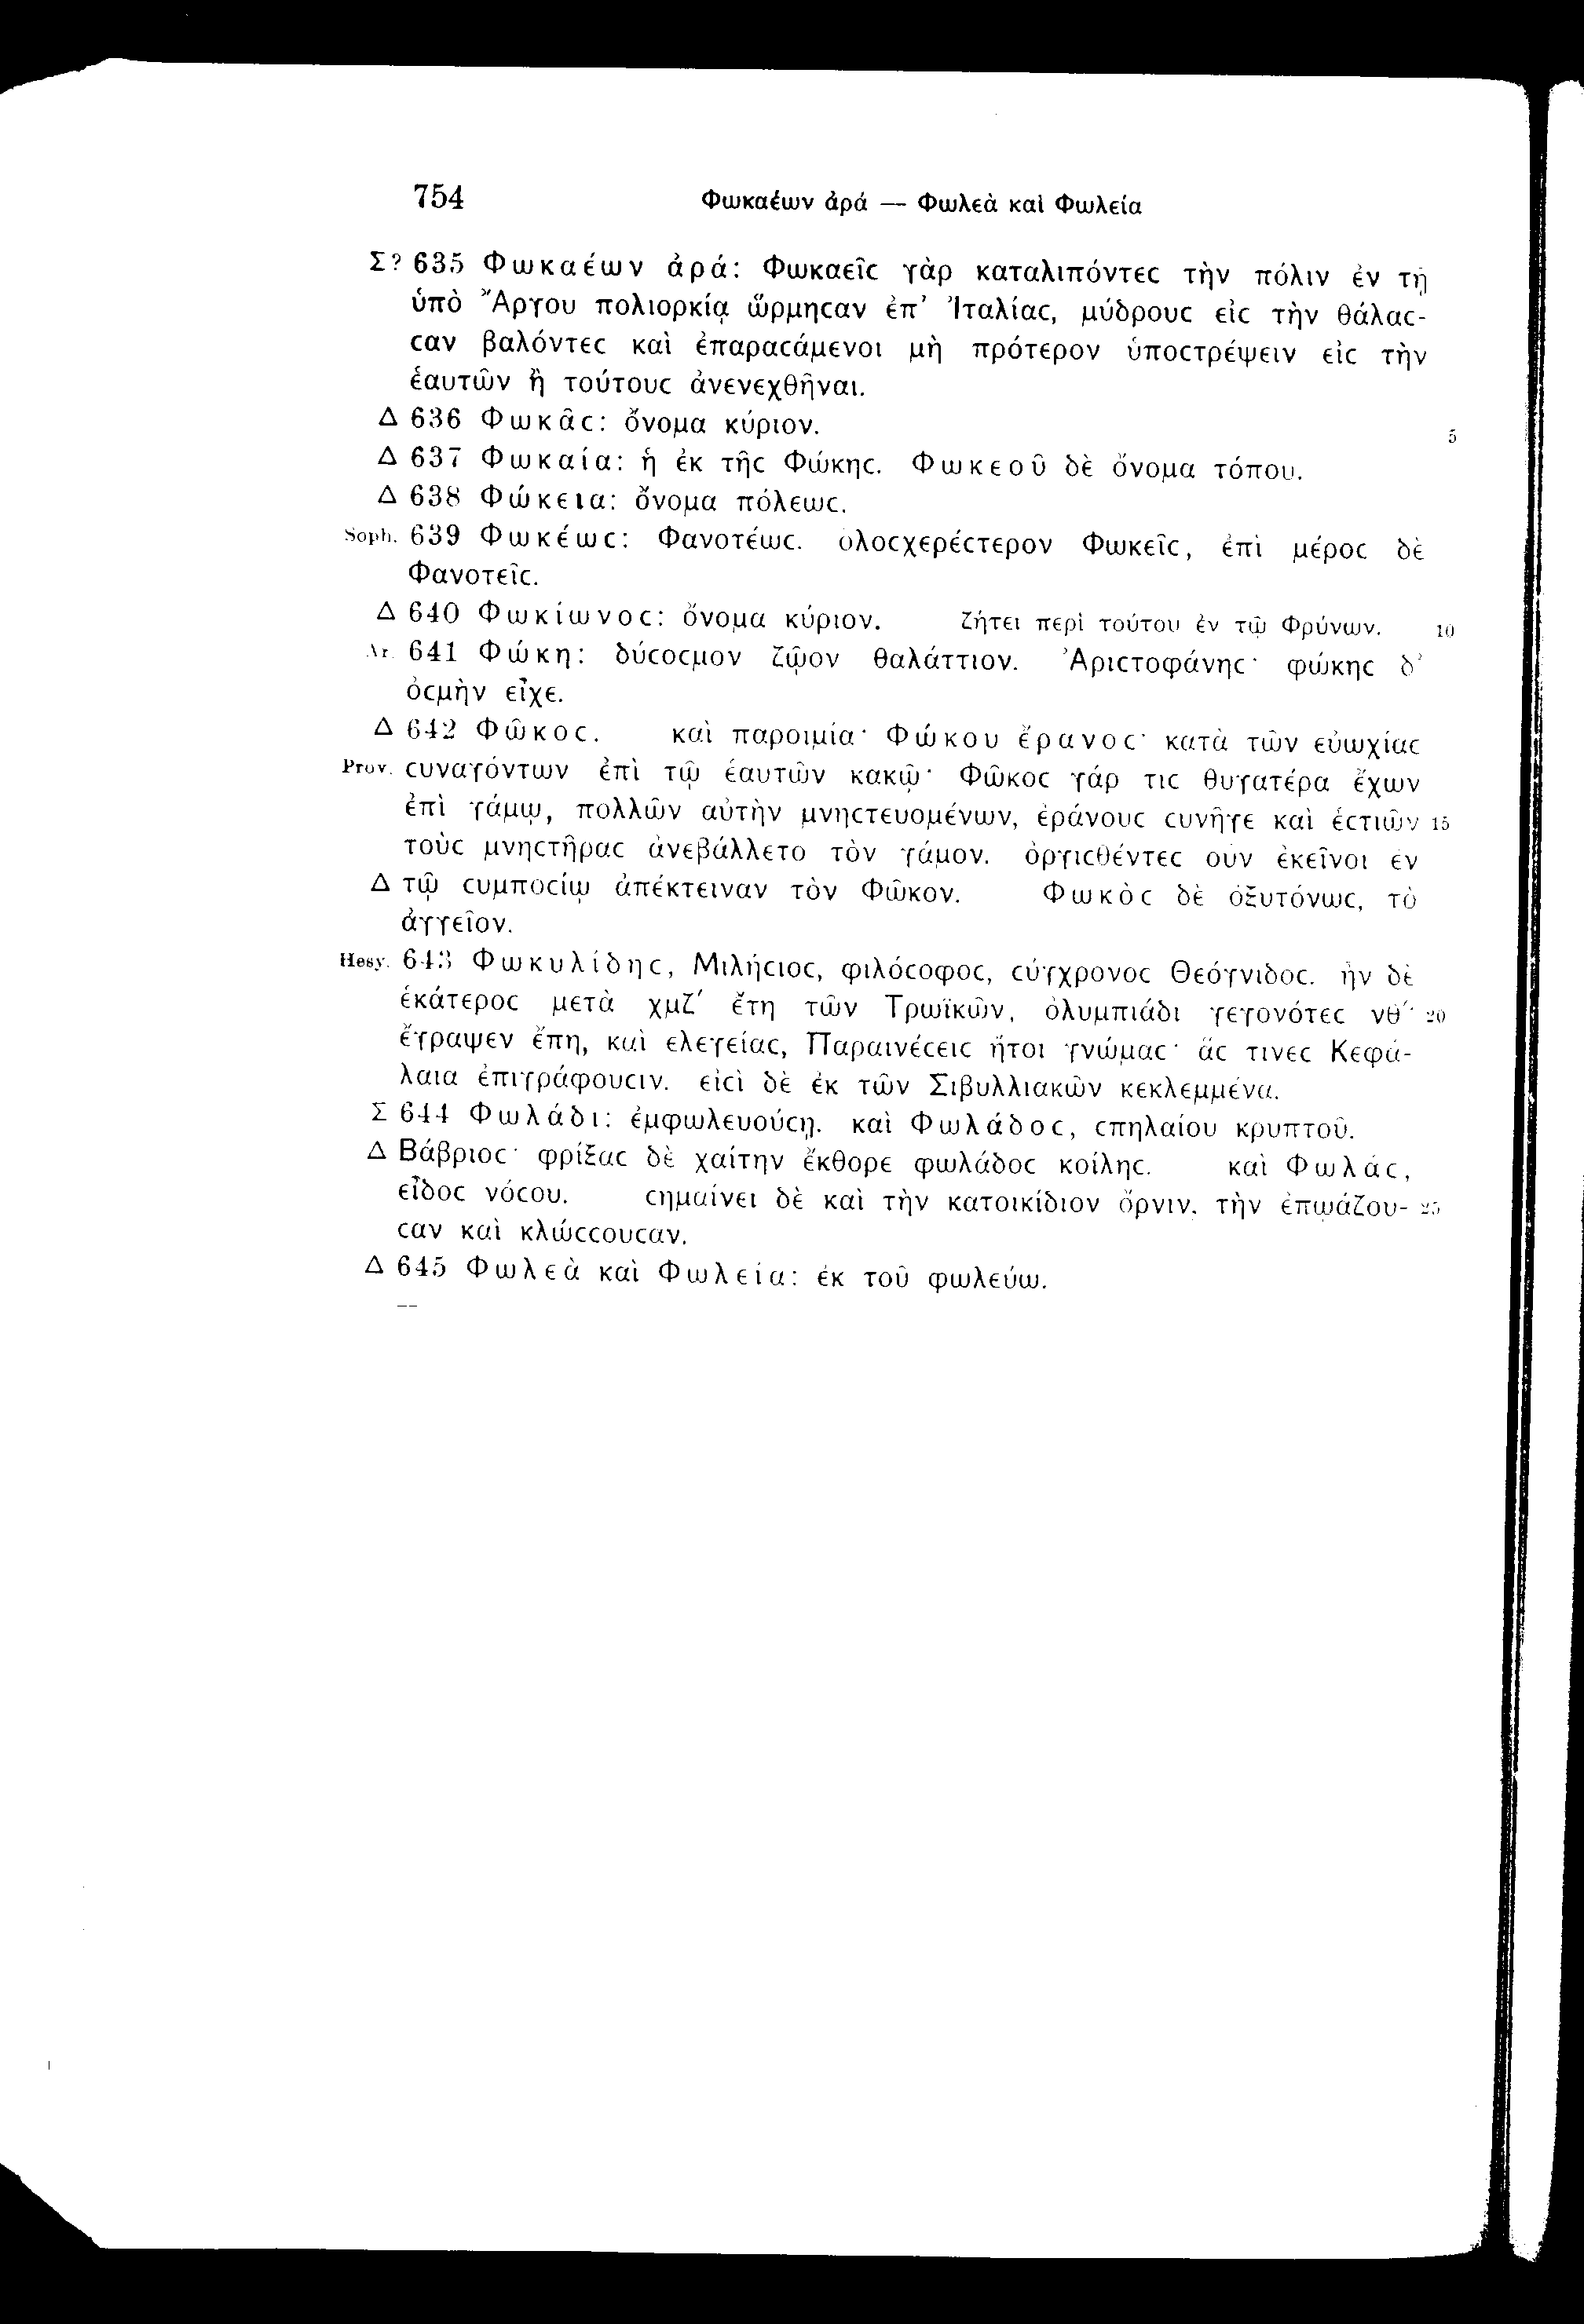 754 Φωκαέων ἀρά — Φωλεὰ καὶ Φωλεία
Σ? 635 Φωκαέων ἀρά: Φωκαεῖϲ γὰρ καταλιπόντεϲ τὴν πόλιν ἐν τῇ
ὑπὸ Ἄργου πολιορκίᾳ ὥρμηϲαν ἐπ’ Ἰταλίαϲ, μύδρουϲ εἰϲ τὴν θάλαϲ-
ϲαν βαλόντεϲ καὶ ἐπαραϲάμενοι μὴ πρότερον ὑποϲτρέψειν εἰϲ τὴν
ἑαυτῶν ἢ τούτουϲ ἀνενεχθῆναι.
Δ 636 Φωκᾶϲ: ὄνομα κύριον. 5
Δ 637 Φωκαία: ἡ ἐκ τῆϲ Φώκηϲ. Φωκεοῦ δὲ ὄνομα τόπου.
Δ 638 Φώκεια: ὄνομα πόλεωϲ.
Soph. 639 Φωκέωϲ: Φανοτέωϲ. ὁλοϲχερέϲτερον Φωκεῖϲ, ἐπὶ μέροϲ δὲ
Φανοτεῖϲ.
Δ 640 Φωκίωνοϲ: ὄνομα κύριον. ζήτει περὶ τούτου ἐν τῷ Φρύνων. 10
Ar. 641 Φώκη: δύϲοϲμον ζῷον θαλάττιον. Ἀριϲτοφάνηϲ· φώκηϲ δ’
ὀϲμὴν εἶχε.
Δ 642 Φῶκοϲ. καὶ παροιμία· Φώκου ἔρανοϲ· κατὰ τῶν εὐωχίαϲ
Prov. ϲυναγόντων ἐπὶ τῷ ἑαυτῶν κακῷ· Φῶκοϲ γάρ τιϲ θυγατέρα ἔχων
ἐπὶ γάμῳ, πολλῶν αὐτὴν μνηϲτευομένων, ἐράνουϲ ϲυνῆγε καὶ ἑϲτιῶν 15
τοὺϲ μνηϲτῆραϲ ἀνεβάλλετο τὸν γάμον. ὀργιϲθέντεϲ οὖν ἐκεῖνοι ἐν
Δ τῷ ϲυμποϲίῳ ἀπέκτειναν τὸν Φῶκον. Φωκὸϲ δὲ ὀξυτόνωϲ, τὸ
ἀγγεῖον.
Hesy. 643 Φωκυλίδηϲ, Μιλήϲιοϲ, φιλόϲοφοϲ, ϲύγχρονοϲ Θεόγνιδοϲ. ἦν δὲ
ἑκάτεροϲ μετὰ χμζʹ ἔτη τῶν Τρωϊκῶν, ὀλυμπιάδι γεγονότεϲ νθʹ· 20
ἔγραψεν ἔπη, καὶ ἐλεγείαϲ, Παραινέϲειϲ ἤτοι γνώμαϲ· ἅϲ τινεϲ Κεφά-
λαια ἐπιγράφουϲιν. εἰϲὶ δὲ ἐκ τῶν Σιβυλλιακῶν κεκλεμμένα.
Σ 644 Φωλάδι: ἐμφωλευούϲῃ. καὶ Φωλάδοϲ, ϲπηλαίου κρυπτοῦ.
Δ Βάβριοϲ· φρίξαϲ δὲ χαίτην ἔκθορε φωλάδοϲ κοίληϲ. καὶ Φωλάϲ,
εἶδοϲ νόϲου. ϲημαίνει δὲ καὶ τὴν κατοικίδιον ὄρνιν, τὴν ἐπῳάζου- 25
ϲαν καὶ κλώϲϲουϲαν.
Δ 645 Φωλεὰ καὶ Φωλεία: ἐκ τοῦ φωλεύω.